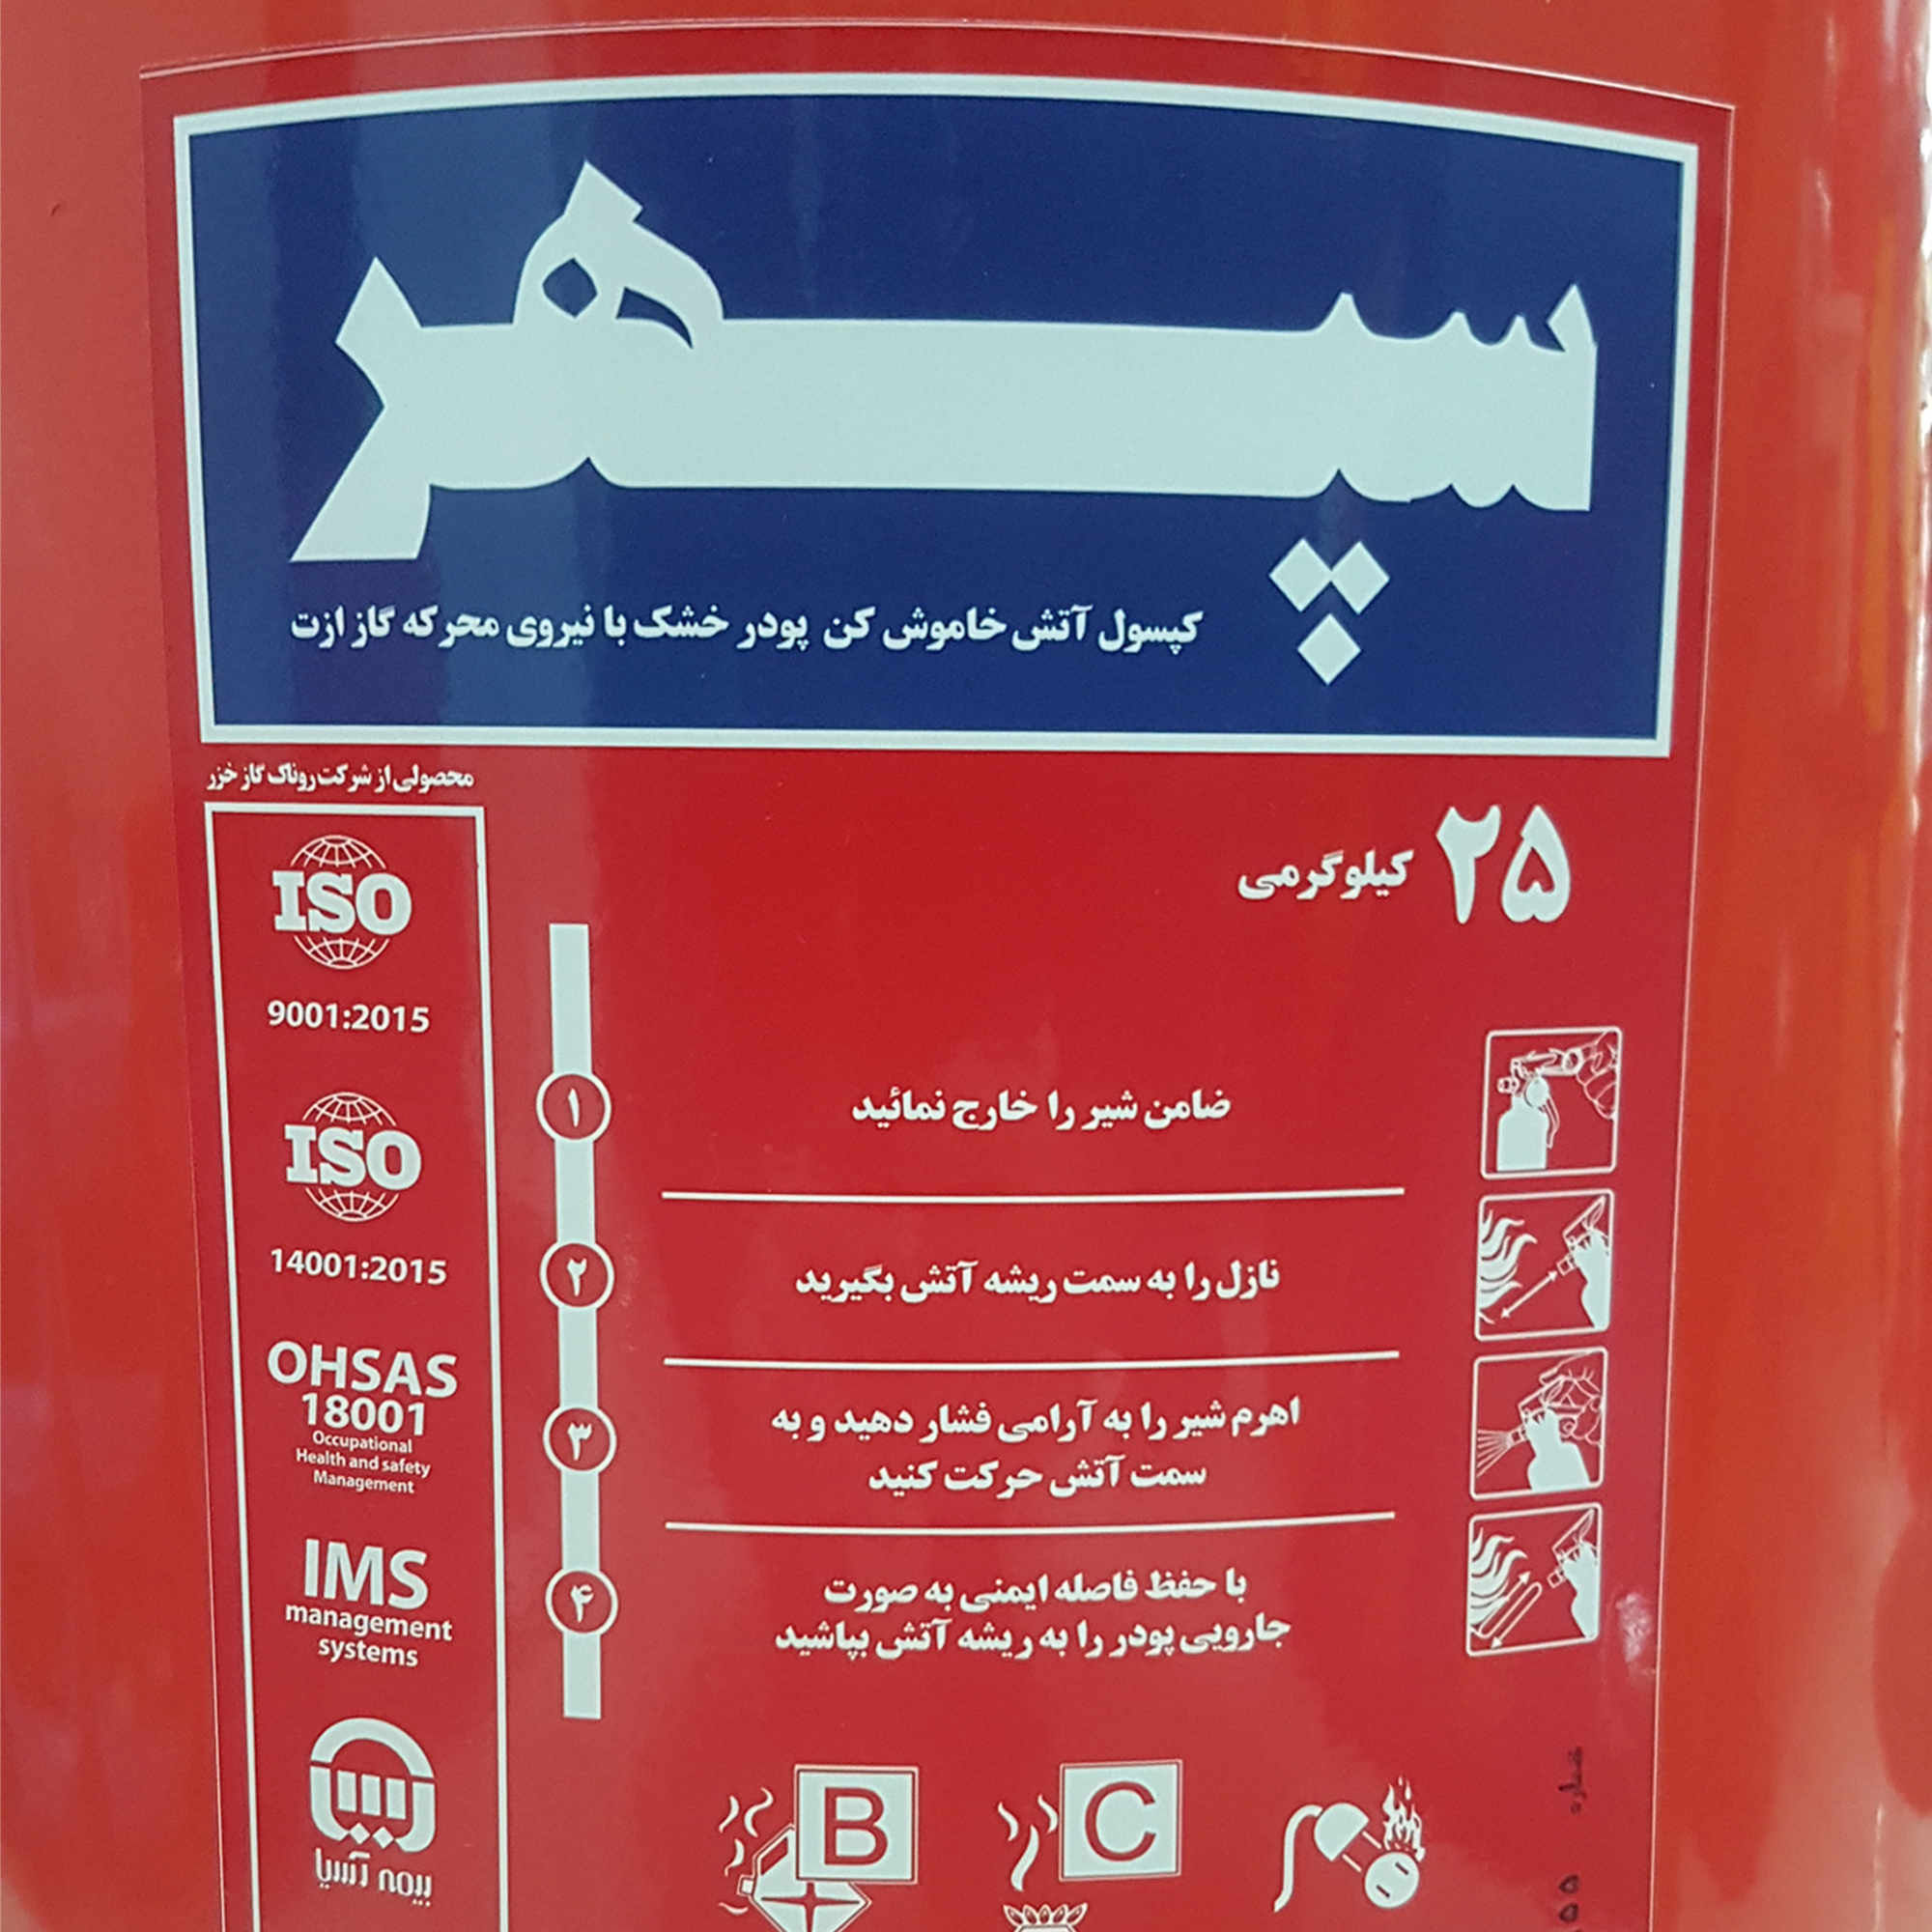 سپهر
کپسول آتش خاموش کن پودر خشک با نیروی محرکه گاز ازت
محصولی از شرکت روناک گاز خزر
۲۵ کیلوگرمی
ISO
9001:2015
ISO
14001:2015
OHSAS
18001
Occupational
Health and safety
Management
IMS
management
systems
بیمه آسیا
۱
ضامن شیر را خارج نمائید
۲
نازل را به سمت ریشه آتش بگیرید
۳
اهرم شیر را به آرامی فشار دهید و به
سمت آتش حرکت کنید
۴
با حفظ فاصله ایمنی به صورت
جارویی پودر را به ریشه آتش بپاشید
B
C
شماره